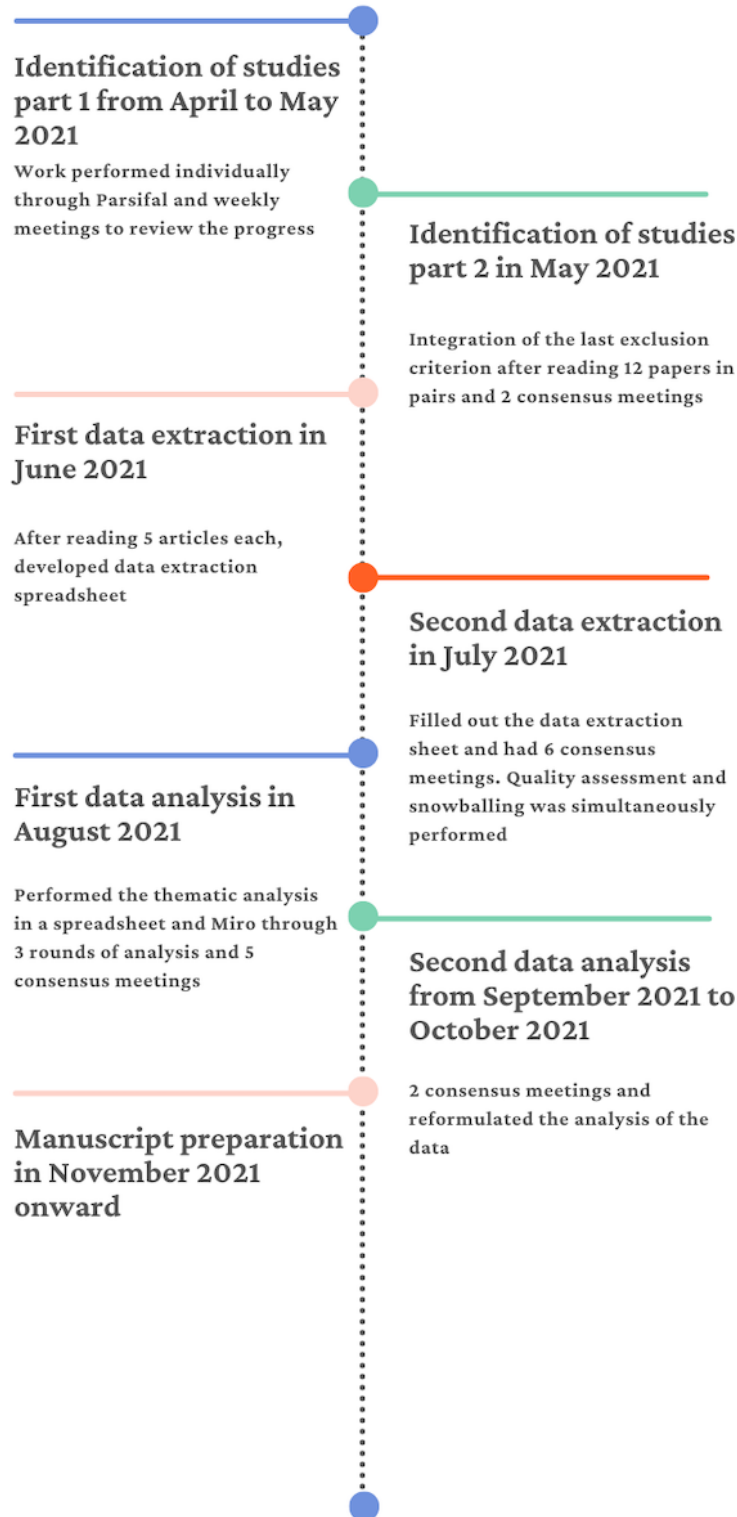 Identification of studies
part 1 from April to May
2021
Work performed individually
through Parsifal and weekly
meetings to review the progress
Identification of studies
part 2 in May 2021
Integration of the last exclusion
criterion after reading 12 papers in
pairs and 2 consensus meetings
First data extraction in
June 2021
After reading 5 articles each,
developed data extraction
spreadsheet
Second data extraction
in July 2021
Filled out the data extraction
sheet and had 6 consensus
meetings. Quality assessment and
snowballing was simultaneously
performed
First data analysis in
August 2021
Performed the thematic analysis
in a spreadsheet and Miro through
3 rounds of analysis and 5
consensus meetings
Second data analysis
from September 2021 to
October 2021
2 consensus meetings and
reformulated the analysis of the
data
Manuscript preparation
in November 2021
onward